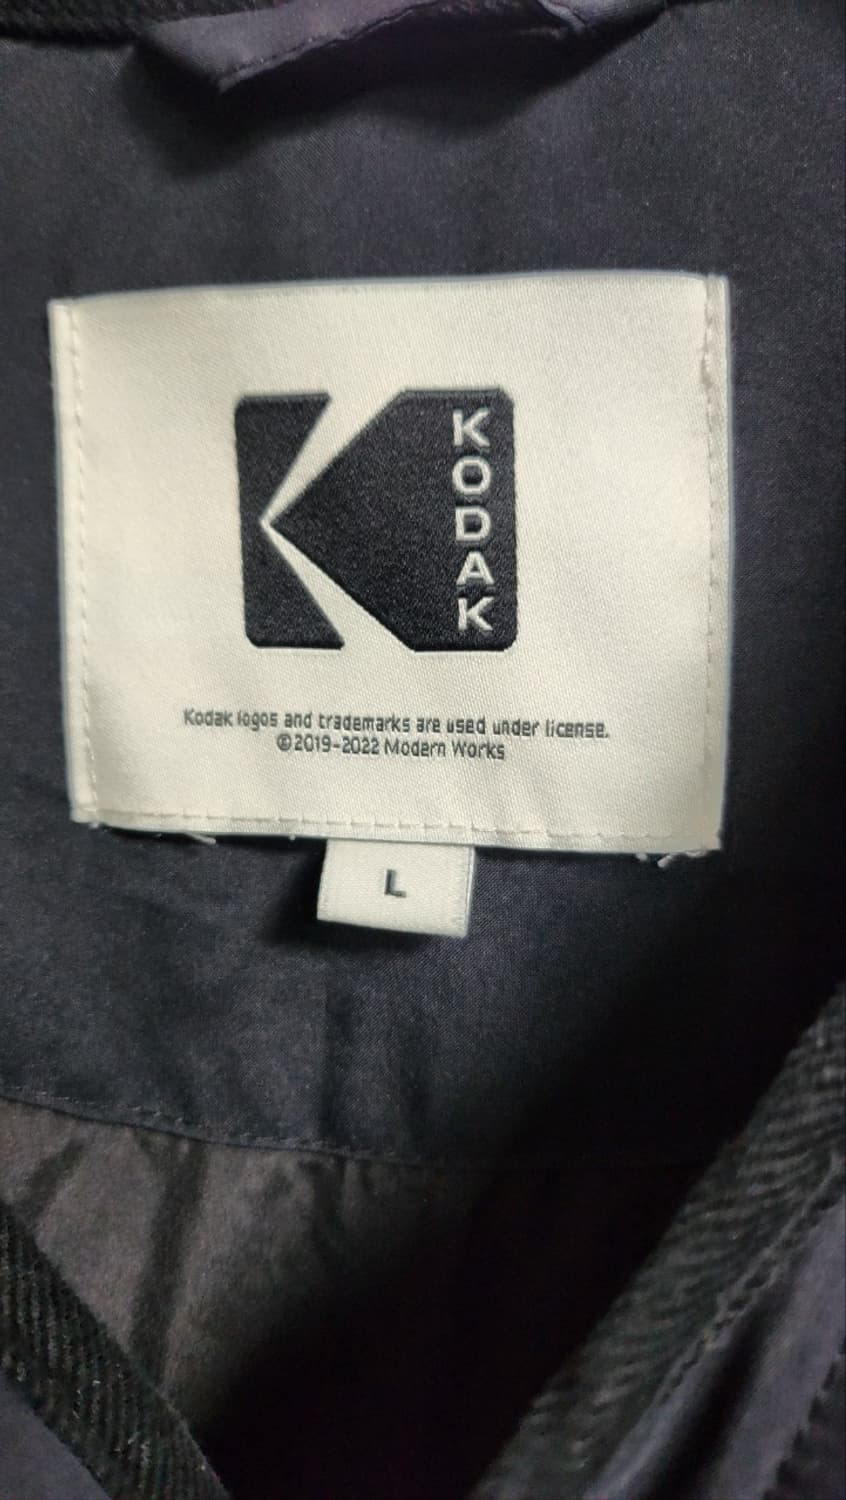 KODAK
Kodak logos and trademarks are used under license.
©2019-2022 Modern Works
L